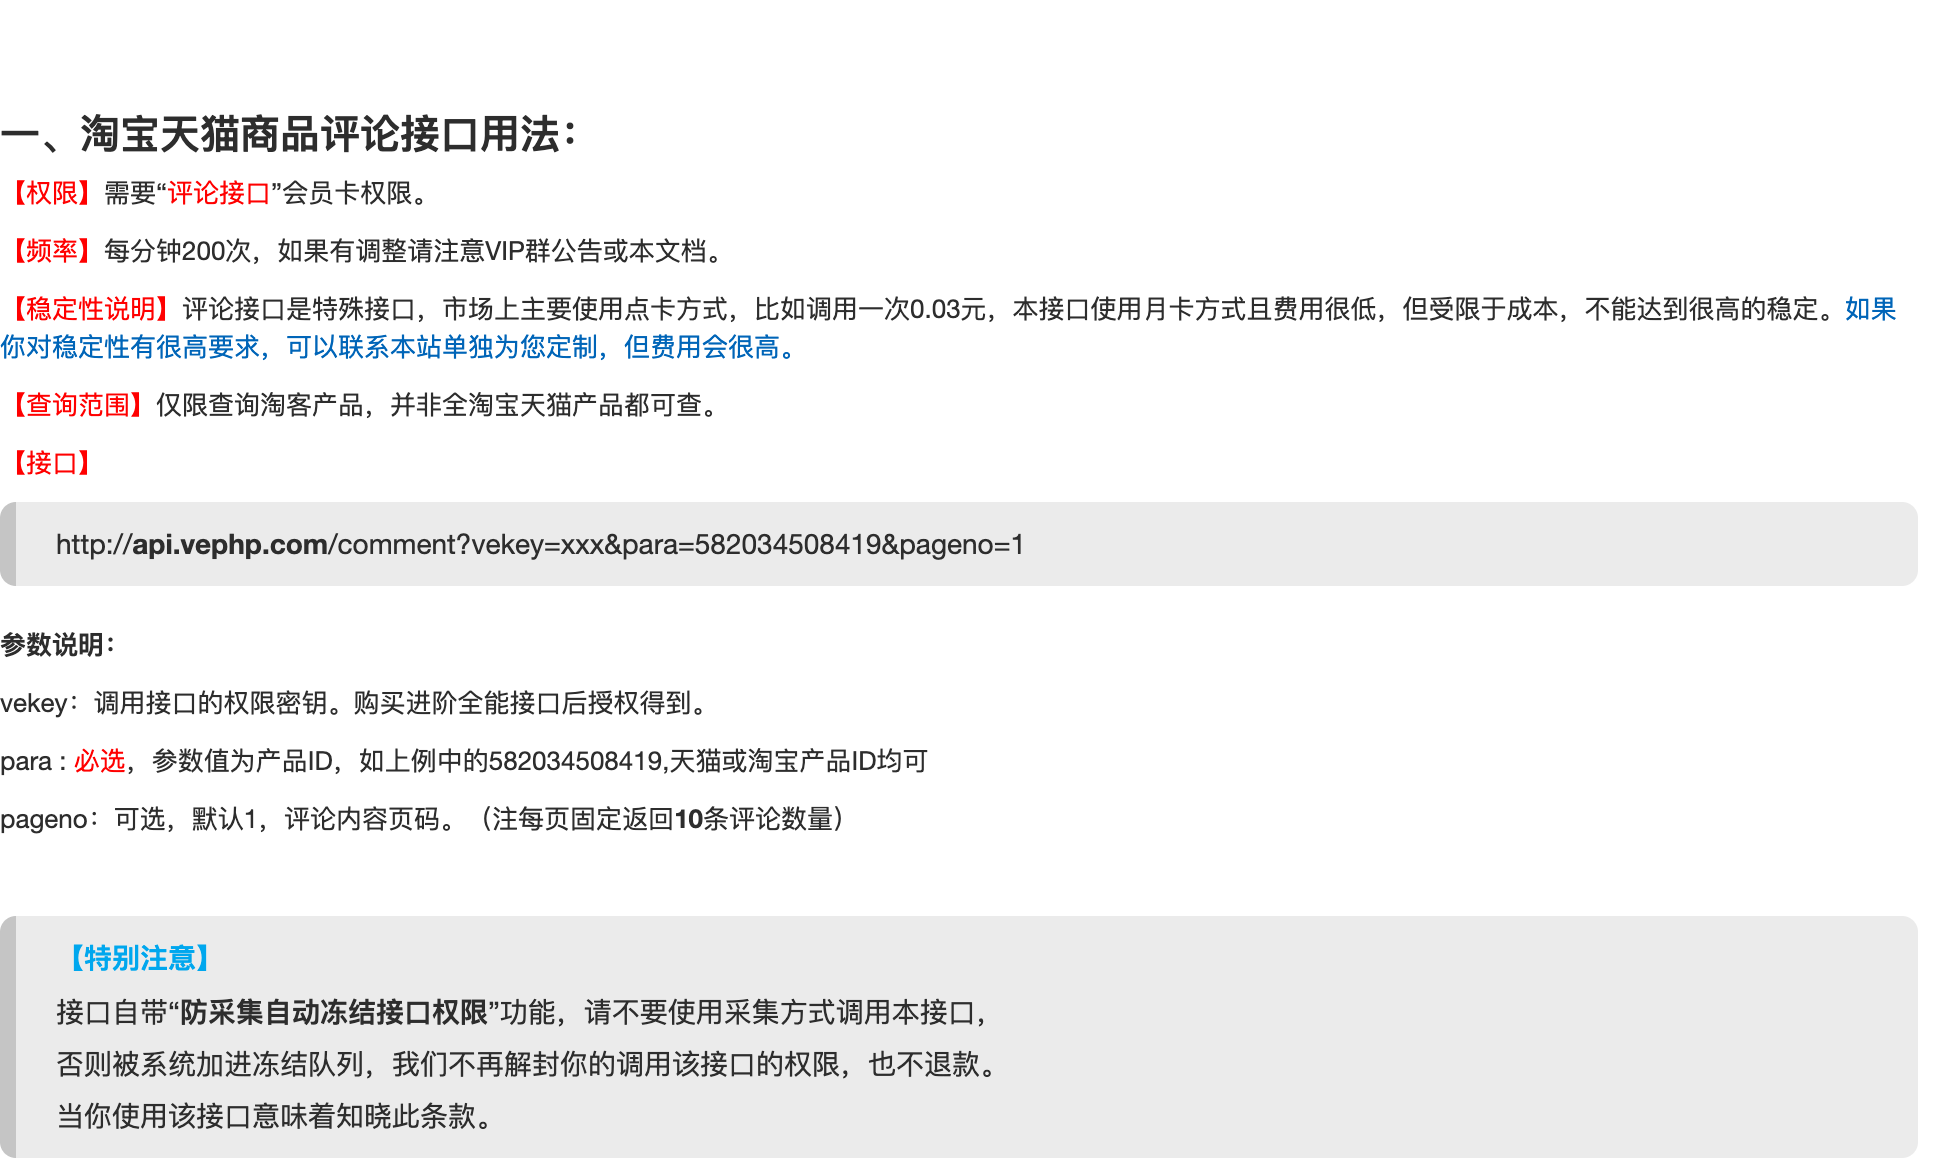 一、淘宝天猫商品评论接口用法：
【权限】需要“评论接口”会员卡权限。
【频率】每分钟200次，如果有调整请注意VIP群公告或本文档。
【稳定性说明】评论接口是特殊接口，市场上主要使用点卡方式，比如调用一次0.03元，本接口使用月卡方式且费用很低，但受限于成本，不能达到很高的稳定。如果
你对稳定性有很高要求，可以联系本站单独为您定制，但费用会很高。
【查询范围】仅限查询淘客产品，并非全淘宝天猫产品都可查。
【接口】
http://api.vephp.com/comment?vekey=xxx&para=582034508419&pageno=1
参数说明：
vekey：调用接口的权限密钥。购买进阶全能接口后授权得到。
para : 必选，参数值为产品ID，如上例中的582034508419,天猫或淘宝产品ID均可
pageno：可选，默认1，评论内容页码。（注每页固定返回10条评论数量）
【特别注意】
接口自带“防采集自动冻结接口权限”功能，请不要使用采集方式调用本接口，
否则被系统加进冻结队列，我们不再解封你的调用该接口的权限，也不退款。
当你使用该接口意味着知晓此条款。